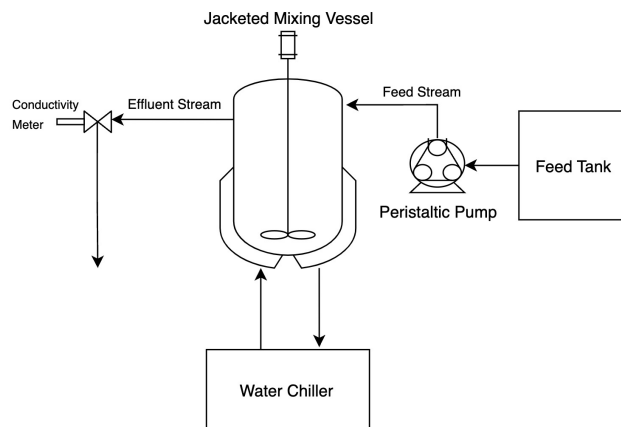 Jacketed Mixing Vessel
Conductivity
Meter
Effluent Stream
Feed Stream
Feed Tank
Peristaltic Pump
Water Chiller